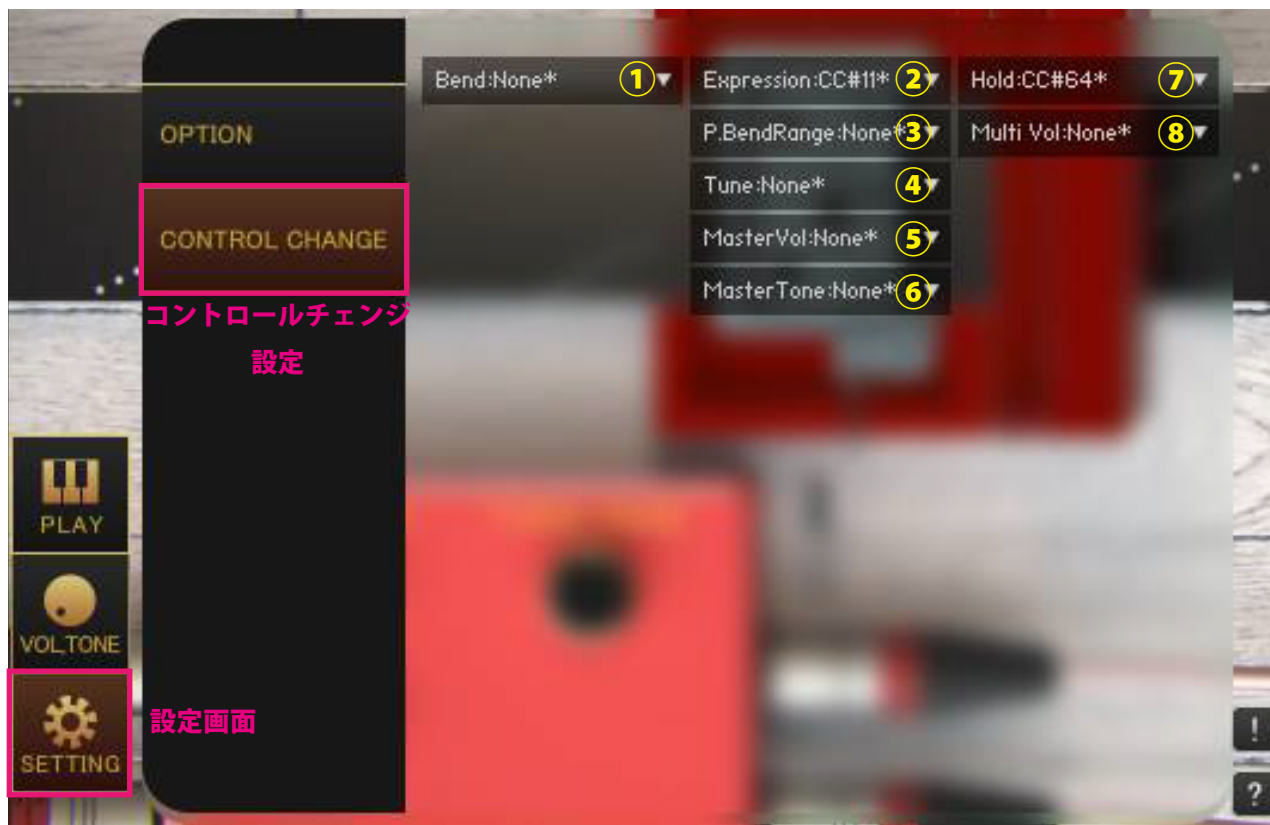 Bend:None* ①▼
Expression:CC#11* ②▼
Hold:CC#64* ⑦▼
P.BendRange:None* ③▼
Multi Vol:None* ⑧▼
Tune:None* ④▼
MasterVol:None* ⑤▼
MasterTone:None* ⑥▼
OPTION
CONTROL CHANGE
コントロールチェンジ
設定
PLAY
VOL,TONE
SETTING
設定画面
!
?